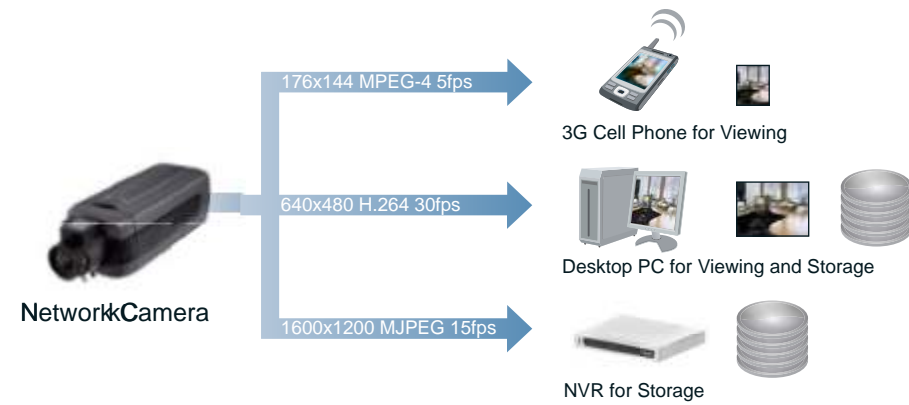 176x144 MPEG-4 5fps
3G Cell Phone for Viewing
640x480 H.264 30fps
Desktop PC for Viewing and Storage
NetworkkCamera
1600x1200 MJPEG 15fps
NVR for Storage